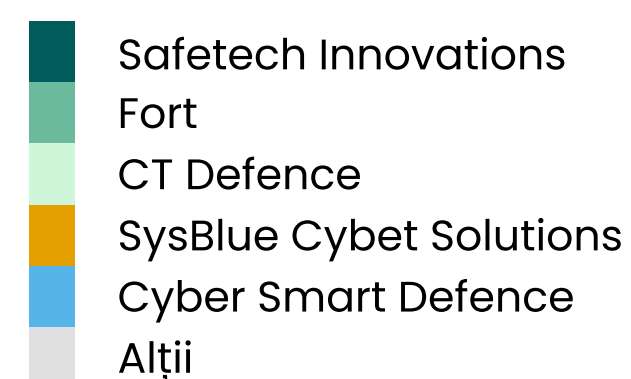 Safetech Innovations
Fort
CT Defence
SysBlue Cybet Solutions
Cyber Smart Defence
Alții